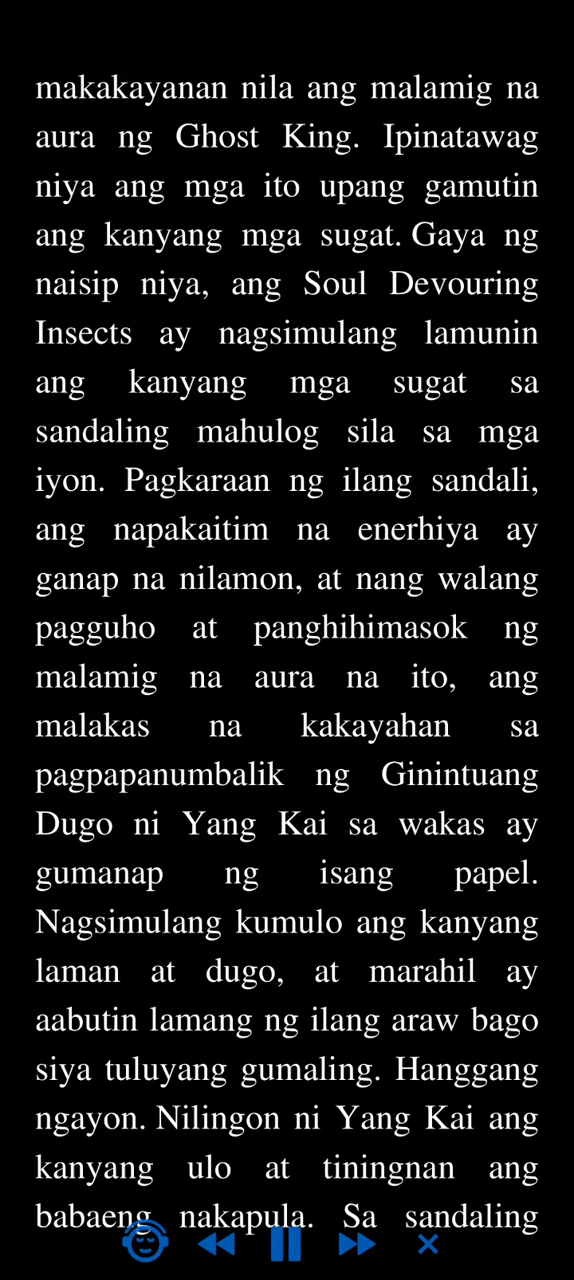 makakayanan nila ang malamig na
aura ng Ghost King. Ipinatawag
niya ang mga ito upang gamutin
ang kanyang mga sugat. Gaya ng
naisip niya, ang Soul Devouring
Insects ay nagsimulang lamunin
ang kanyang mga sugat sa
sandaling mahulog sila sa mga
iyon. Pagkaraan ng ilang sandali,
ang napakaitim na enerhiya ay
ganap na nilamon, at nang walang
pagguho at panghihimasok ng
malamig na aura na ito, ang
malakas na kakayahan sa
pagpapanumbalik ng Ginintuang
Dugo ni Yang Kai sa wakas ay
gumanap ng isang papel.
Nagsimulang kumulo ang kanyang
laman at dugo, at marahil ay
aabutin lamang ng ilang araw bago
siya tuluyang gumaling. Hanggang
ngayon. Nilingon ni Yang Kai ang
kanyang ulo at tiningnan ang
babaeng nakapula. Sa sandaling